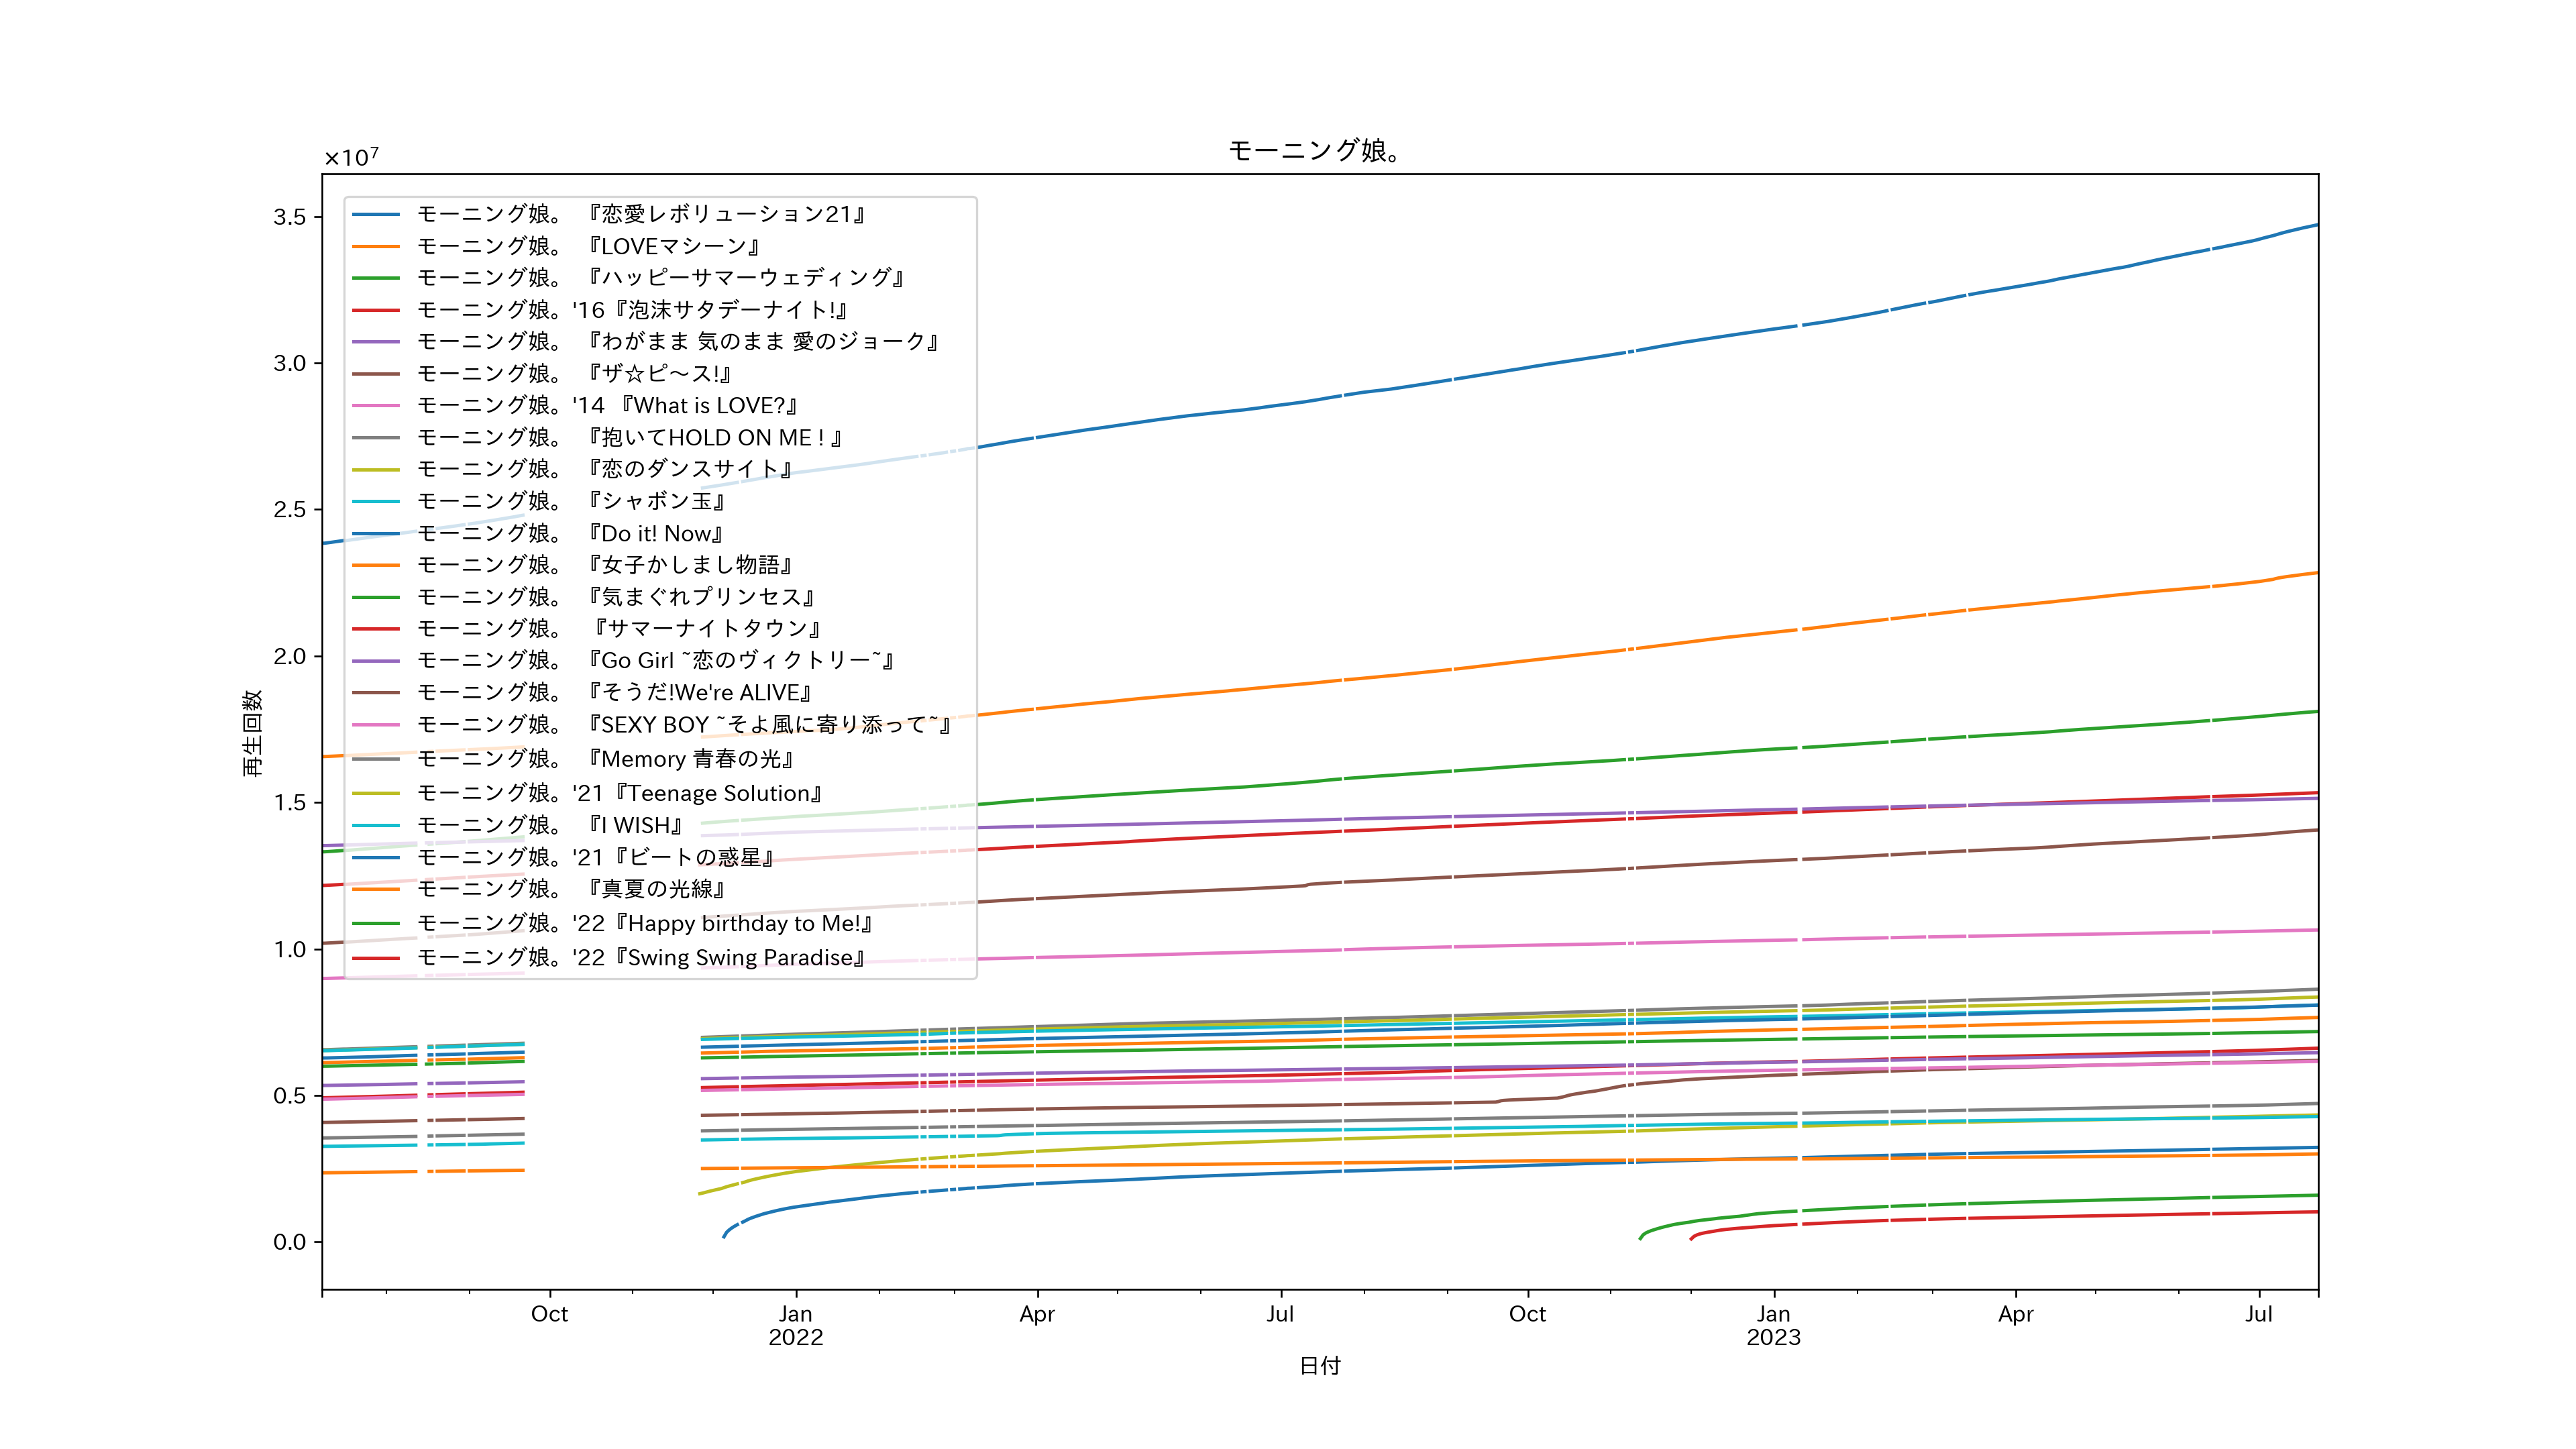 モーニング娘。
×10⁷
3.5
3.0
2.5
2.0
1.5
1.0
0.5
0.0
再生回数
モーニング娘。 『恋愛レボリューション21』
モーニング娘。 『LOVEマシーン』
モーニング娘。 『ハッピーサマーウェディング』
モーニング娘。'16『泡沫サタデーナイト!』
モーニング娘。 『わがまま 気のまま 愛のジョーク』
モーニング娘。 『ザ☆ピ〜ス!』
モーニング娘。'14 『What is LOVE?』
モーニング娘。 『抱いてHOLD ON ME ! 』
モーニング娘。 『恋のダンスサイト』
モーニング娘。 『シャボン玉』
モーニング娘。 『Do it! Now』
モーニング娘。 『女子かしまし物語』
モーニング娘。 『気まぐれプリンセス』
モーニング娘。 『サマーナイトタウン』
モーニング娘。 『Go Girl ~恋のヴィクトリー~』
モーニング娘。 『そうだ!We're ALIVE』
モーニング娘。 『SEXY BOY ~そよ風に寄り添って~』
モーニング娘。 『Memory 青春の光』
モーニング娘。'21『Teenage Solution』
モーニング娘。 『I WISH』
モーニング娘。'21『ビートの惑星』
モーニング娘。 『真夏の光線』
モーニング娘。'22『Happy birthday to Me!』
モーニング娘。'22『Swing Swing Paradise』
Oct Jan Apr Jul Oct Jan Apr Jul
2022 2023
日付